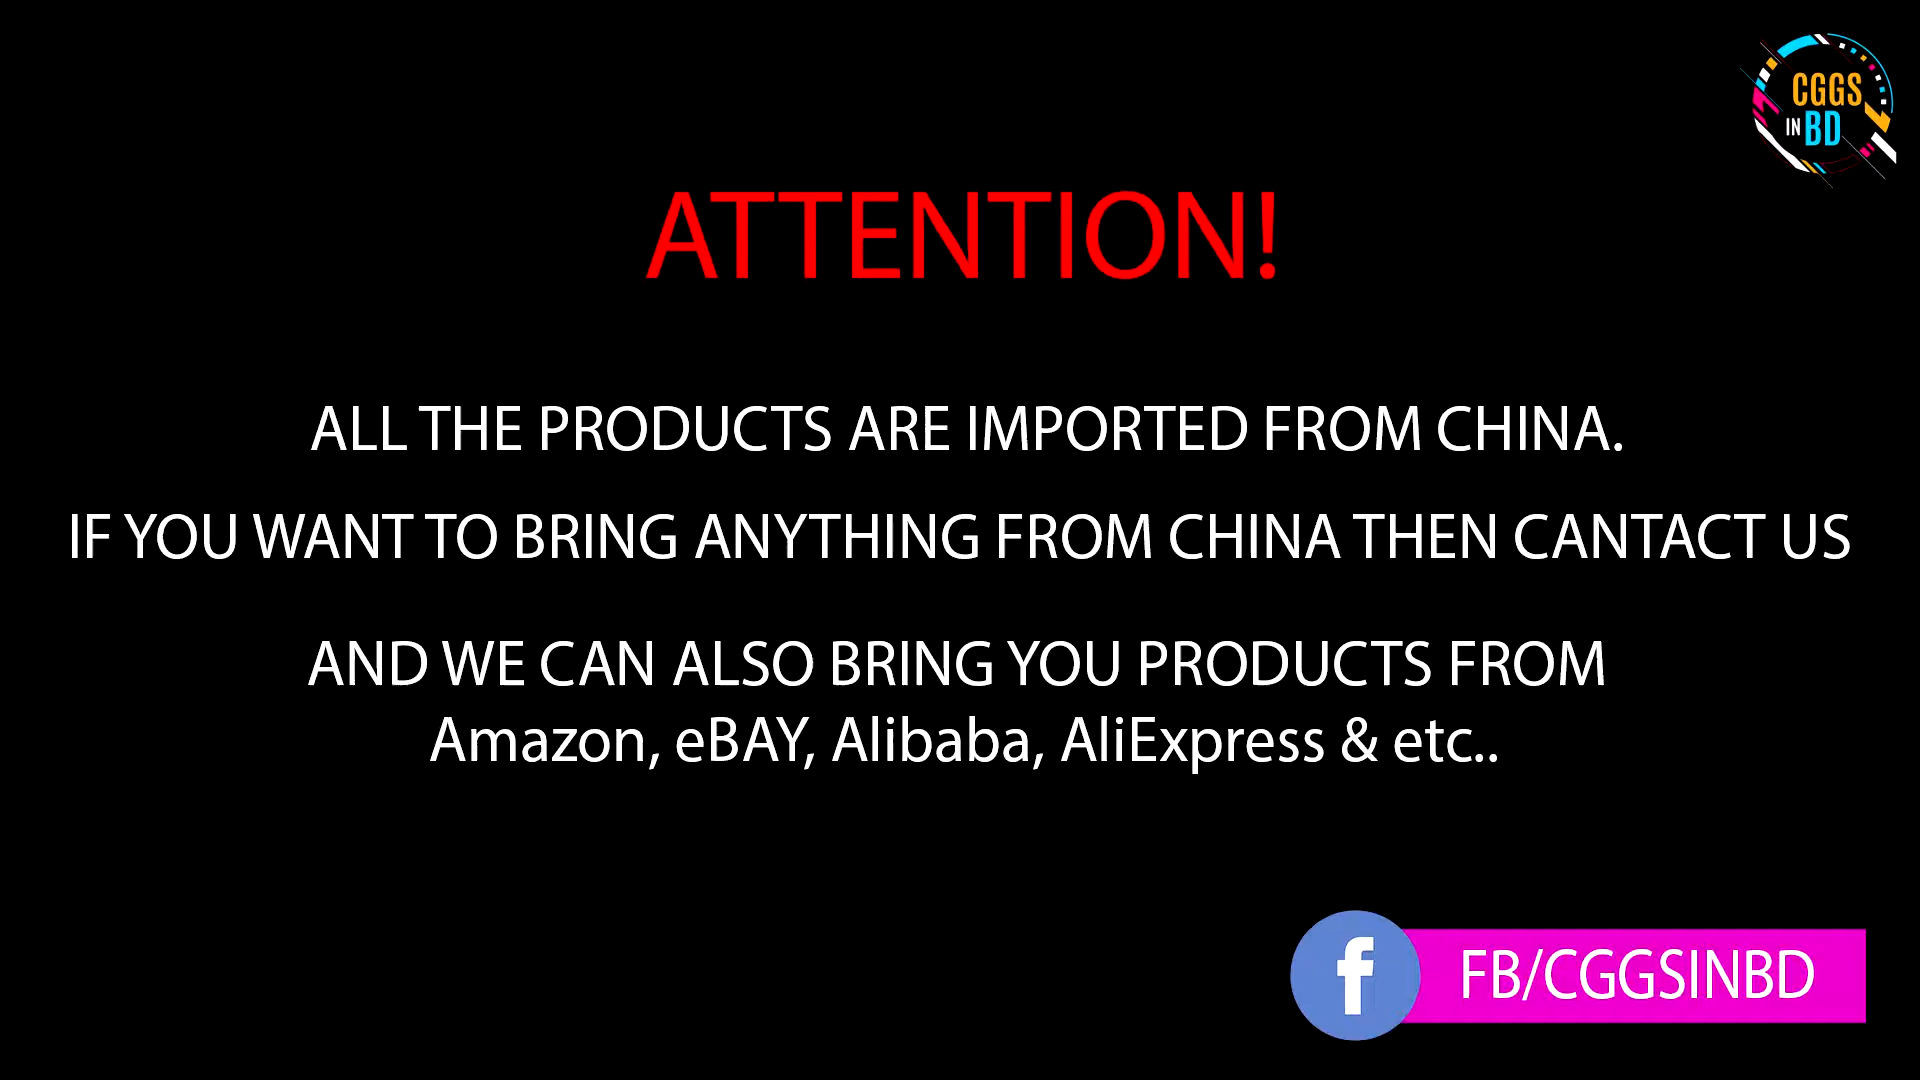 CGGS
IN BD
ATTENTION!
ALL THE PRODUCTS ARE IMPORTED FROM CHINA.
IF YOU WANT TO BRING ANYTHING FROM CHINA THEN CANTACT US
AND WE CAN ALSO BRING YOU PRODUCTS FROM
Amazon, eBAY, Alibaba, AliExpress & etc..
f FB/CGGSINBD